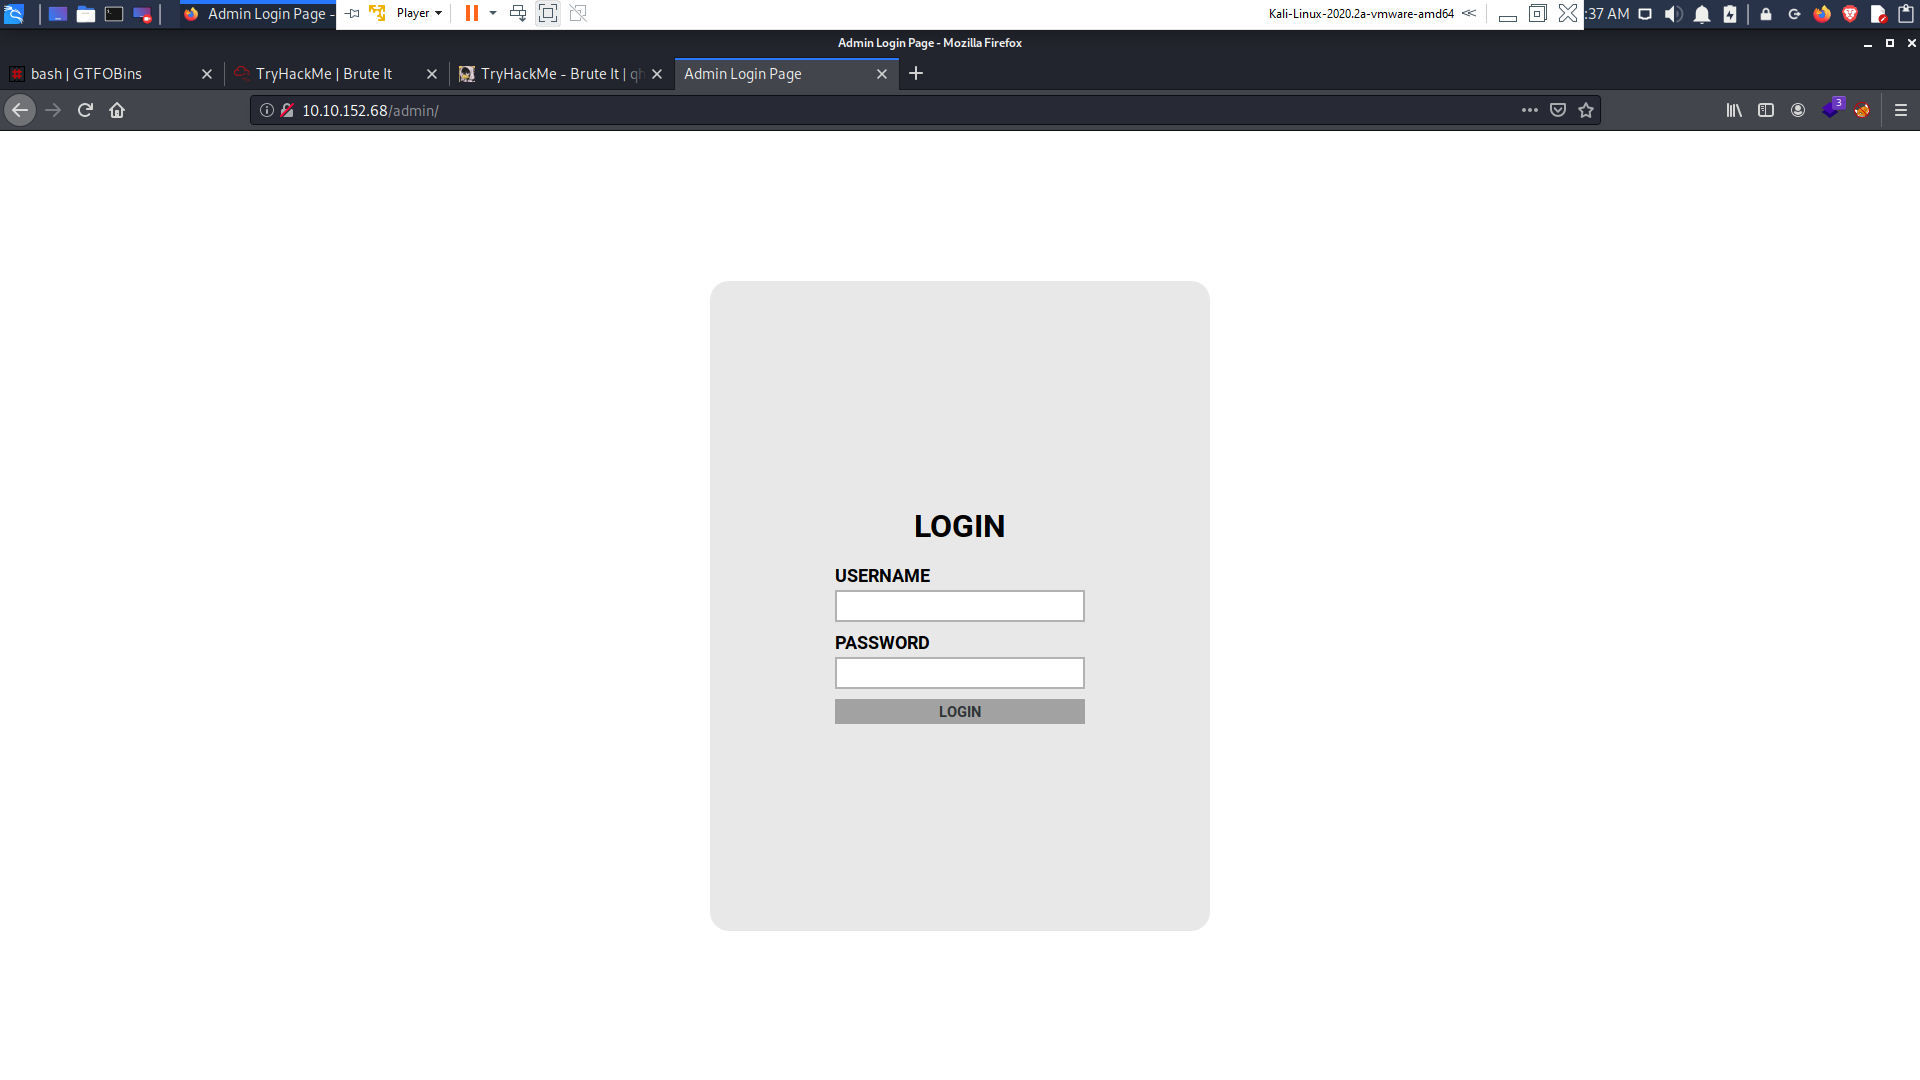 Admin Login Page -
Player
Kali-Linux-2020.2a-vmware-amd64
:37 AM
Admin Login Page - Mozilla Firefox
bash | GTFOBins
TryHackMe | Brute It
TryHackMe - Brute It | qh
Admin Login Page
10.10.152.68/admin/
3
LOGIN
USERNAME
PASSWORD
LOGIN